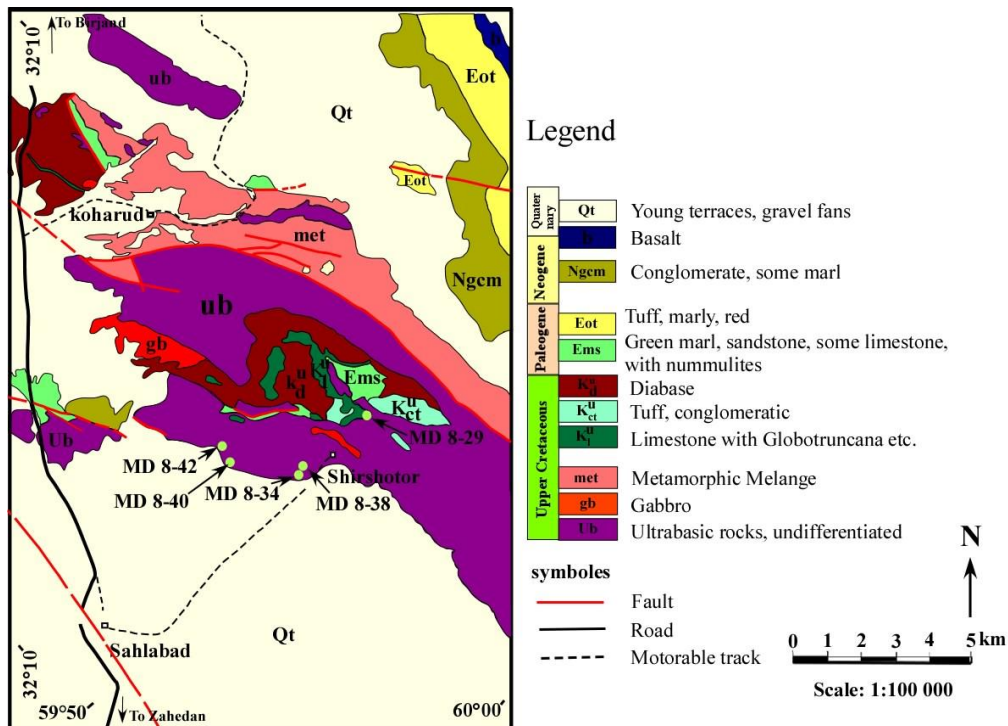 To Birjand
32°10′
ub
b
Eot
Qt
Eot
koharud
met
Ngcm
ub
gb
K u d
K u l
Ems
K u ct
MD 8-29
Ub
MD 8-42
MD 8-40
MD 8-34
Shirshotor
MD 8-38
Qt
Sahlabad
32°10′
59°50′
To Zahedan
60°00′
Legend
Quater nary
Neogene
Paleogene
Upper Cretaceous
Qt Young terraces, gravel fans
b Basalt
Ngcm Conglomerate, some marl
Eot Tuff, marly, red
Ems Green marl, sandstone, some limestone,
with nummulites
K u d Diabase
K u ct Tuff, conglomeratic
K u l Limestone with Globotruncana etc.
met Metamorphic Melange
gb Gabbro
Ub Ultrabasic rocks, undifferentiated
symbols
Fault
Road
Motorable track
N
0 1 2 3 4 5 km
Scale: 1:100 000